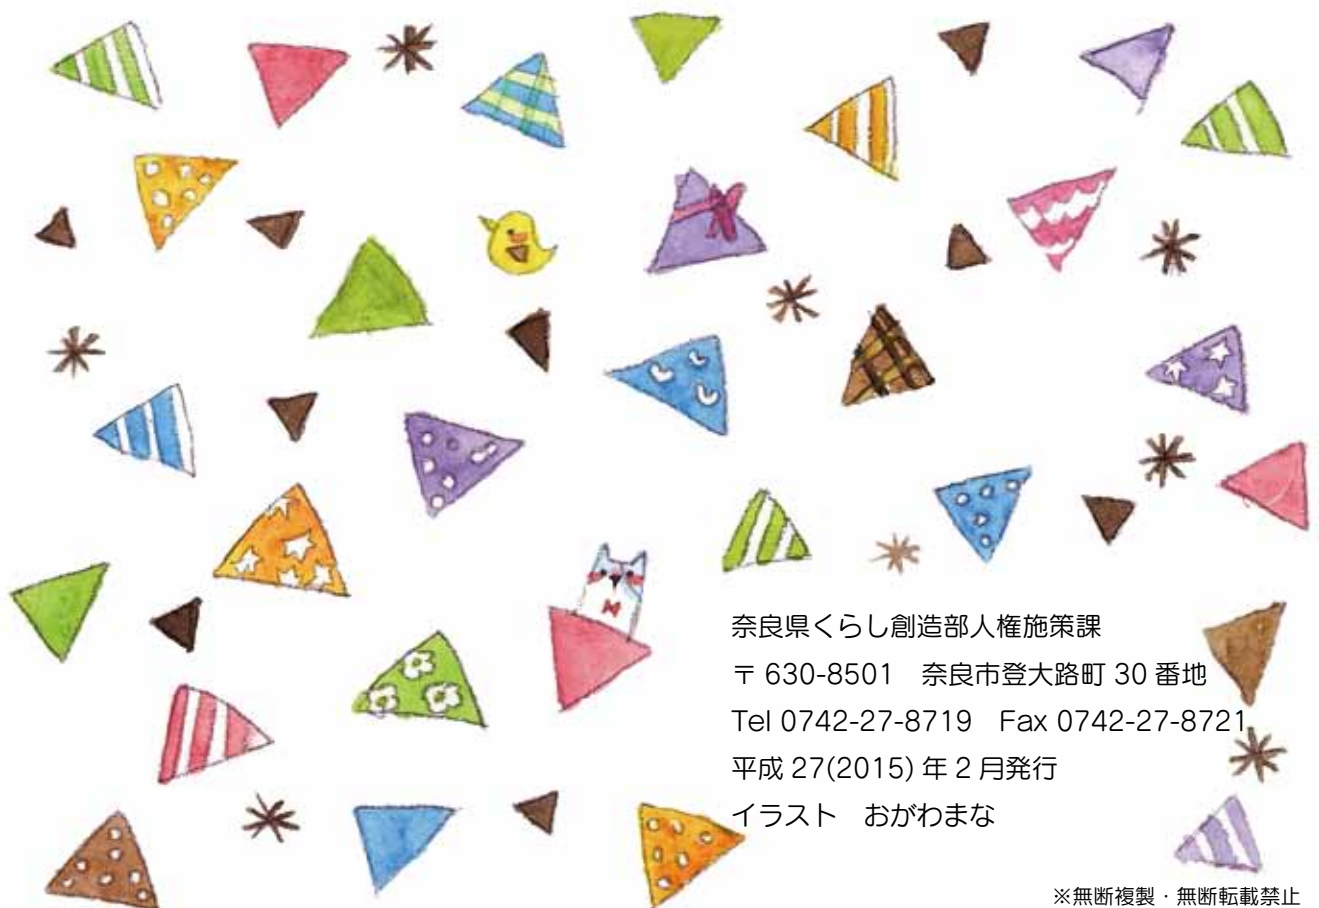 奈良県くらし創造部人権施策課
〒630-8501　奈良市登大路町 30 番地
Tel 0742-27-8719　Fax 0742-27-8721
平成 27(2015) 年 2 月発行
イラスト　おがわまな
※無断複製・無断転載禁止